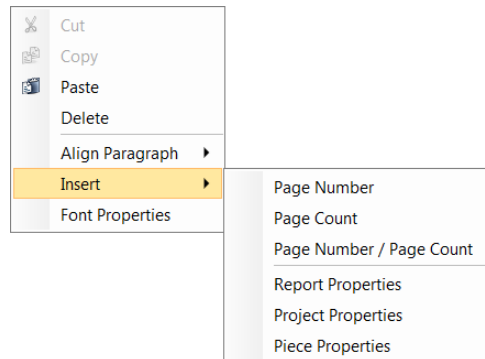 Cut
Copy
Paste
Delete
Align Paragraph
Insert
Font Properties
Page Number
Page Count
Page Number / Page Count
Report Properties
Project Properties
Piece Properties